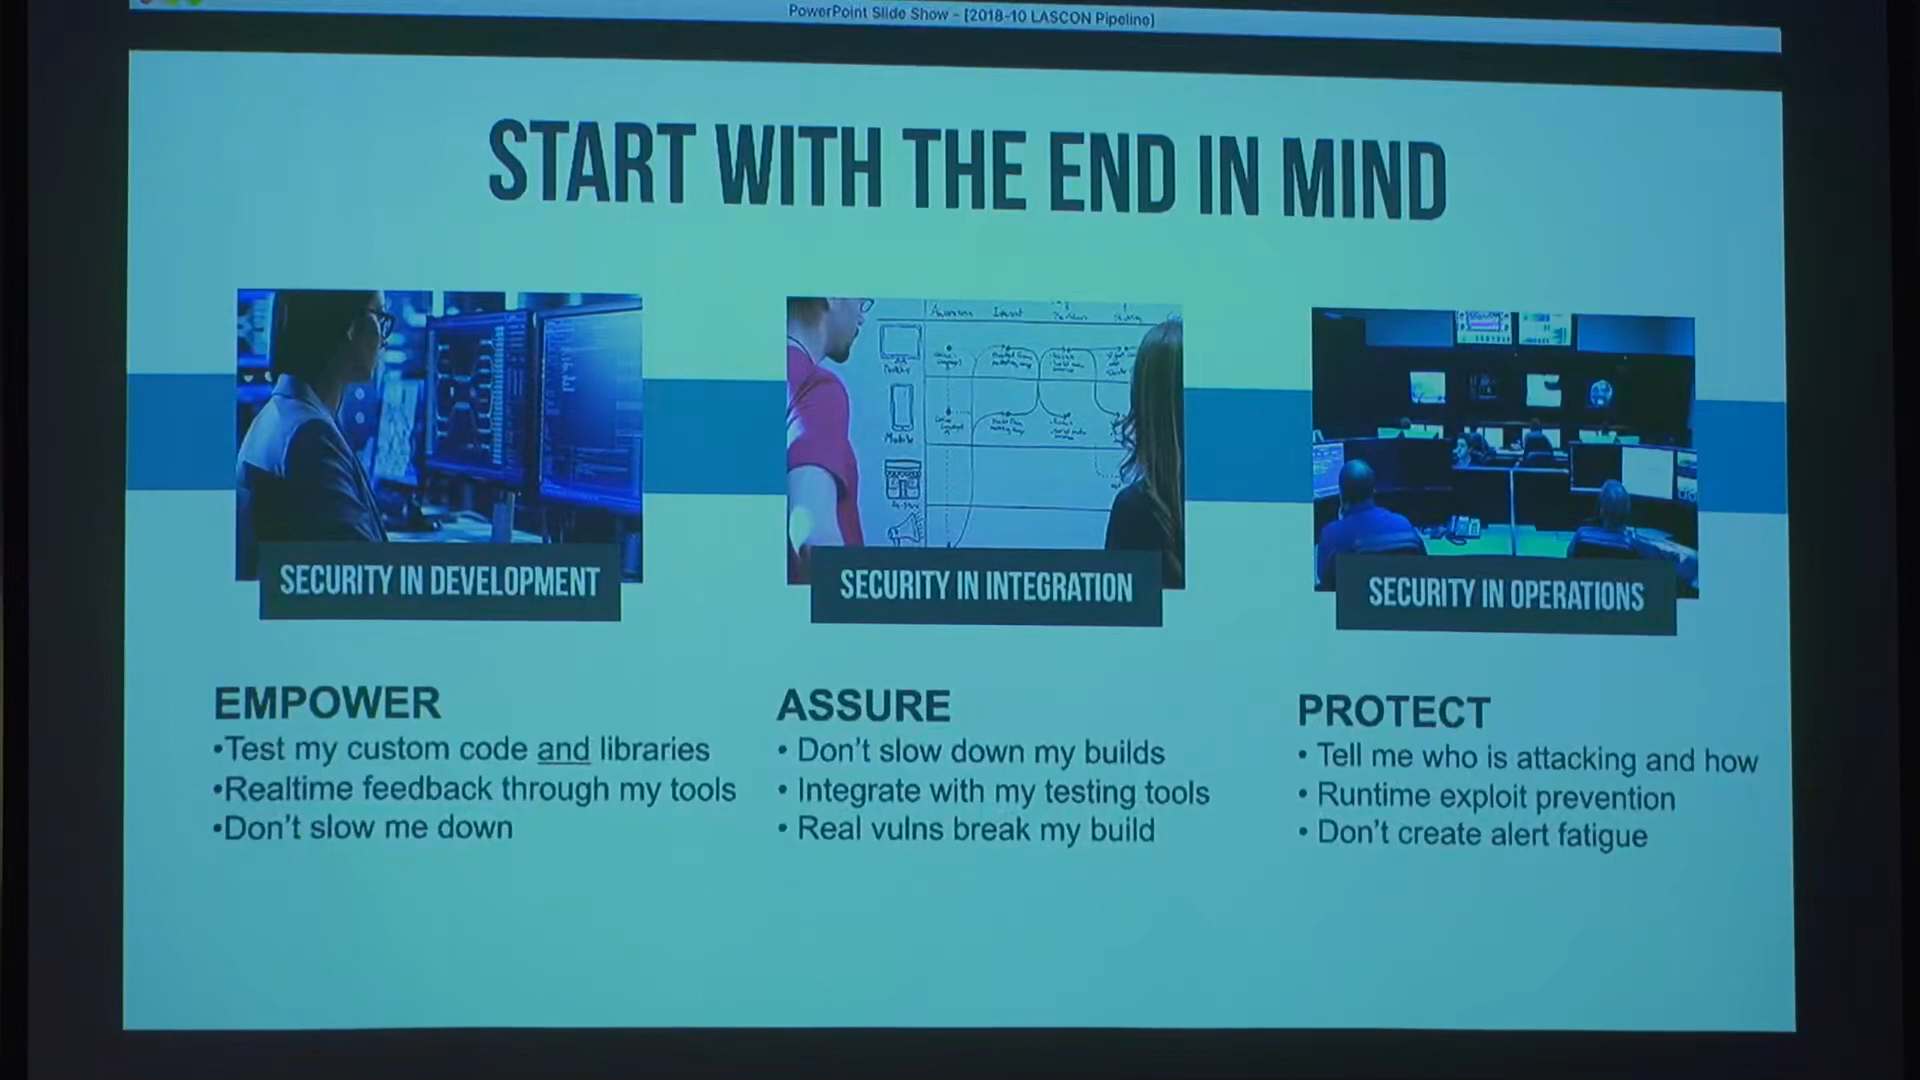 PowerPoint Slide Show - [2018-10 LASCON Pipeline]
START WITH THE END IN MIND
SECURITY IN DEVELOPMENT
EMPOWER
•Test my custom code and libraries
•Realtime feedback through my tools
•Don't slow me down
Mobile
SECURITY IN INTEGRATION
ASSURE
• Don't slow down my builds
• Integrate with my testing tools
• Real vulns break my build
SECURITY IN OPERATIONS
PROTECT
• Tell me who is attacking and how
• Runtime exploit prevention
• Don't create alert fatigue